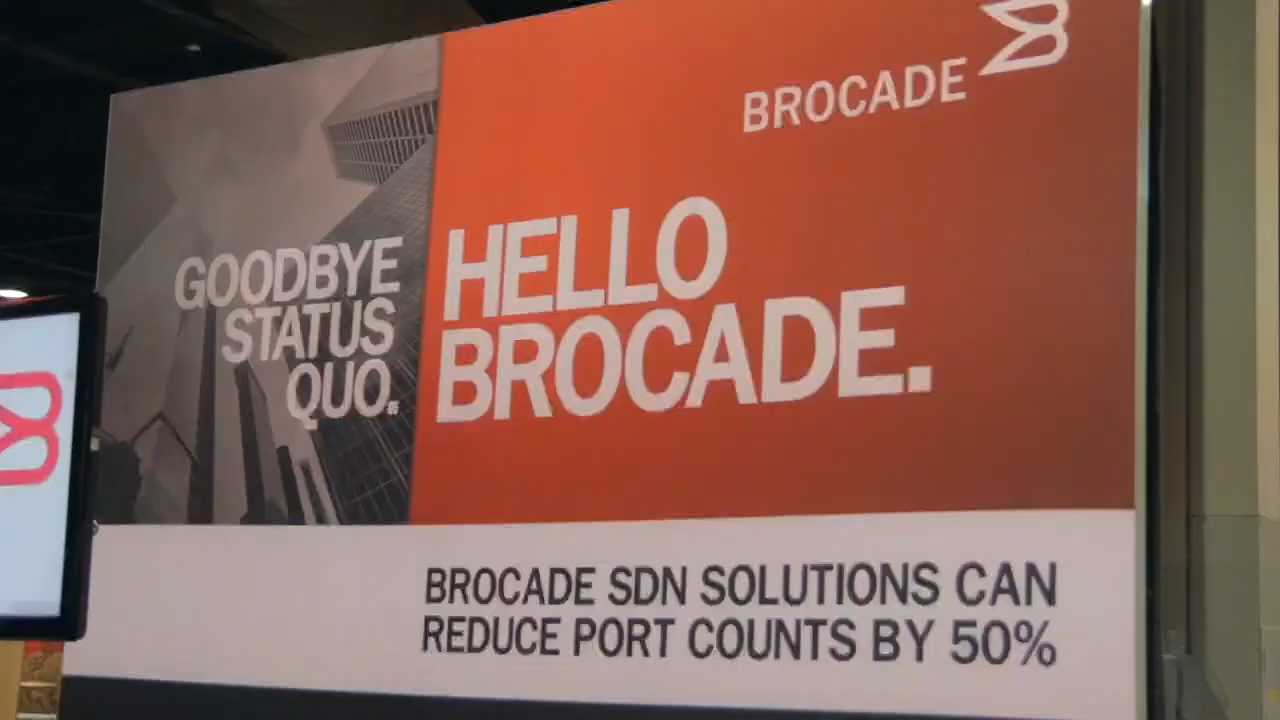 BROCADE
GOODBYE
STATUS
QUO.
HELLO
BROCADE.
BROCADE SDN SOLUTIONS CAN
REDUCE PORT COUNTS BY 50%